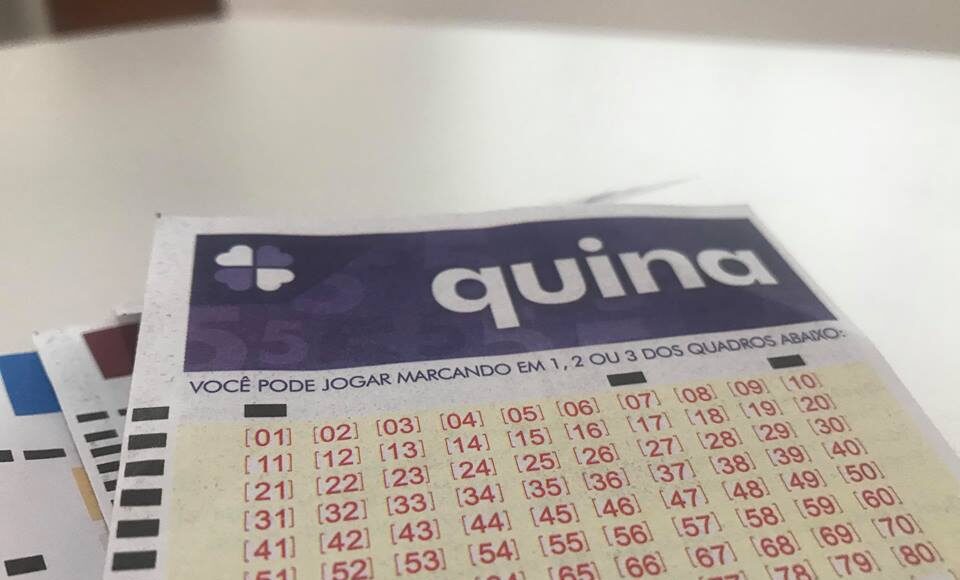 quina
VOCÊ PODE JOGAR MARCANDO EM 1, 2 OU 3 DOS QUADROS ABAIXO:
[01] [02] [03] [04] [05] [06] [07] [08] [09] [10]
[11] [12] [13] [14] [15] [16] [17] [18] [19] [20]
[21] [22] [23] [24] [25] [26] [27] [28] [29] [30]
[31] [32] [33] [34] [35] [36] [37] [38] [39] [40]
[41] [42] [43] [44] [45] [46] [47] [48] [49] [50]
[51] [52] [53] [54] [55] [56] [57] [58] [59] [60]
[65] [66] [67] [68] [69] [70]
[78] [79] [80]